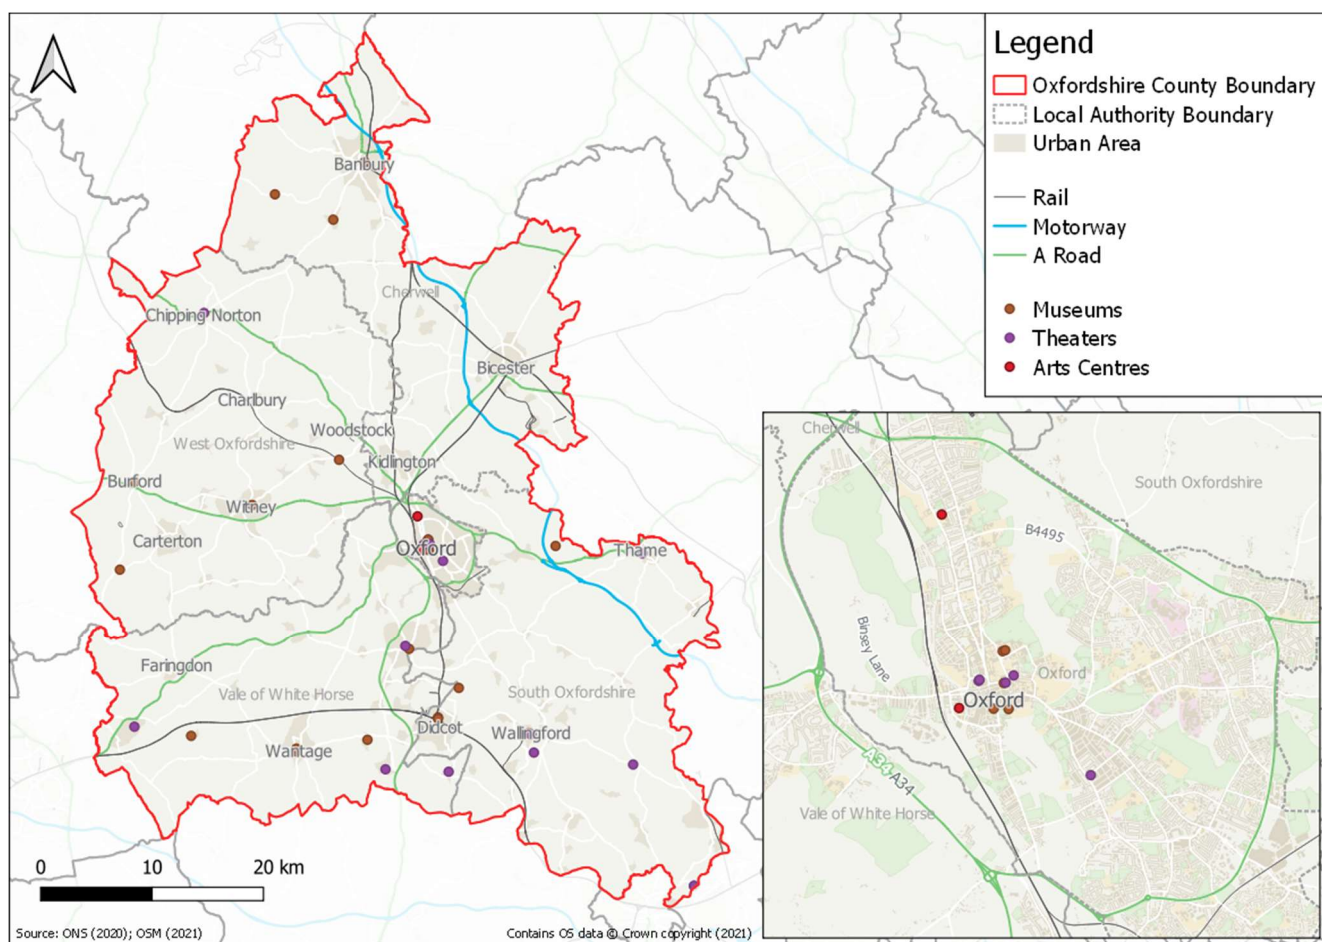 Legend
Oxfordshire County Boundary
Local Authority Boundary
Urban Area
Rail
Motorway
A Road
Museums
Theaters
Arts Centres
Banbury
Cherwell
Chipping Norton
Bicester
Charlbury
Woodstock
West Oxfordshire
Kidlington
Burford
Witney
Carterton
Oxford
Thame
Faringdon
Vale of White Horse
South Oxfordshire
Didcot
Wallingford
Wantage
0 10 20 km
Source: ONS (2020); OSM (2021)
Contains OS data © Crown copyright (2021)
Cherwell
South Oxfordshire
B4495
Binsey Lane
Oxford
Oxford
A34
A34
Vale of White Horse